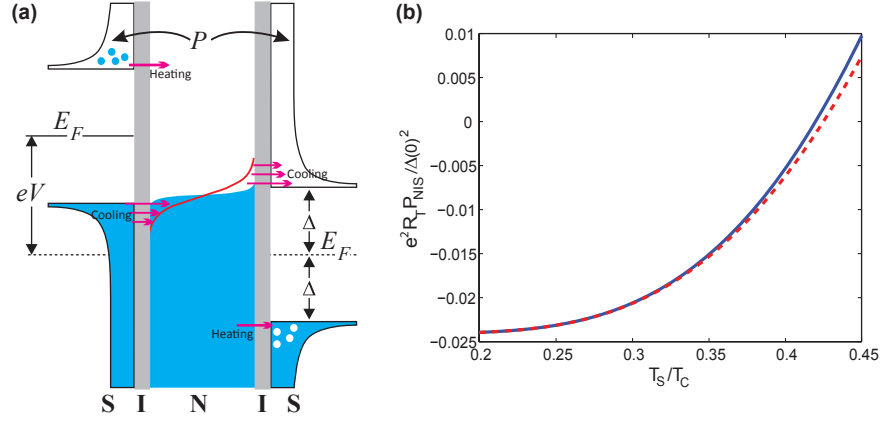 (a)
P
Heating
E_F
eV
Cooling
Cooling
Δ
E_F
Δ
Heating
S I N I S
(b)
0.01
0.005
0
−0.005
−0.01
−0.015
−0.02
−0.025
0.2 0.25 0.3 0.35 0.4 0.45
T_S/T_C
e²R_TP_NIS/Δ(0)²